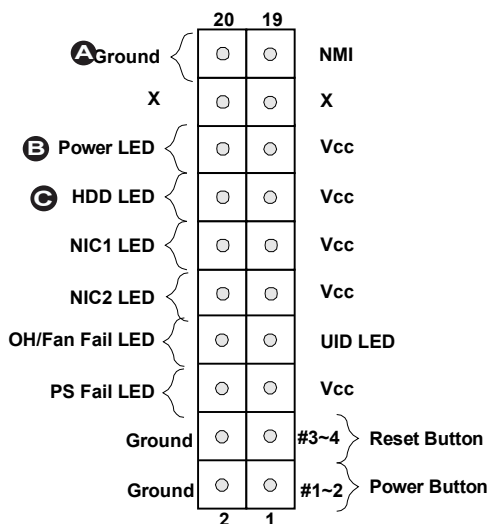 20 19
A Ground NMI
X X
B Power LED Vcc
C HDD LED Vcc
NIC1 LED Vcc
NIC2 LED Vcc
OH/Fan Fail LED UID LED
PS Fail LED Vcc
Ground #3~4 Reset Button
Ground #1~2 Power Button
2 1